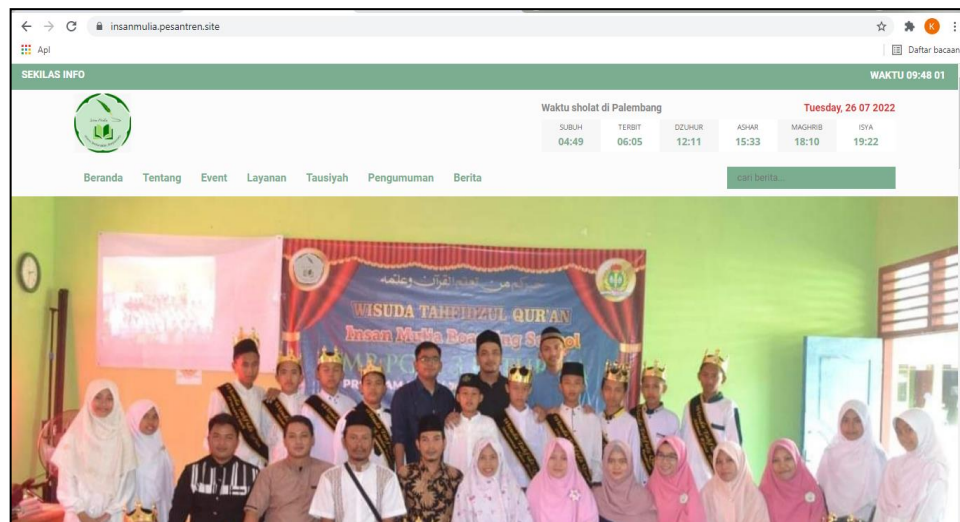 insanmulia.pesantren.site
K
Apl
Daftar bacaan
SEKILAS INFO
WAKTU 09:48 01
Waktu sholat di Palembang
Tuesday, 26 07 2022
SUBUH TERBIT DZUHUR ASHAR MAGHRIB ISYA
04:49 06:05 12:11 15:33 18:10 19:22
Beranda Tentang Event Layanan Tausiyah Pengumuman Berita
cari berita...
WISUDA TAHFIDZUL QUR'AN
Insan Mulia Boarding School